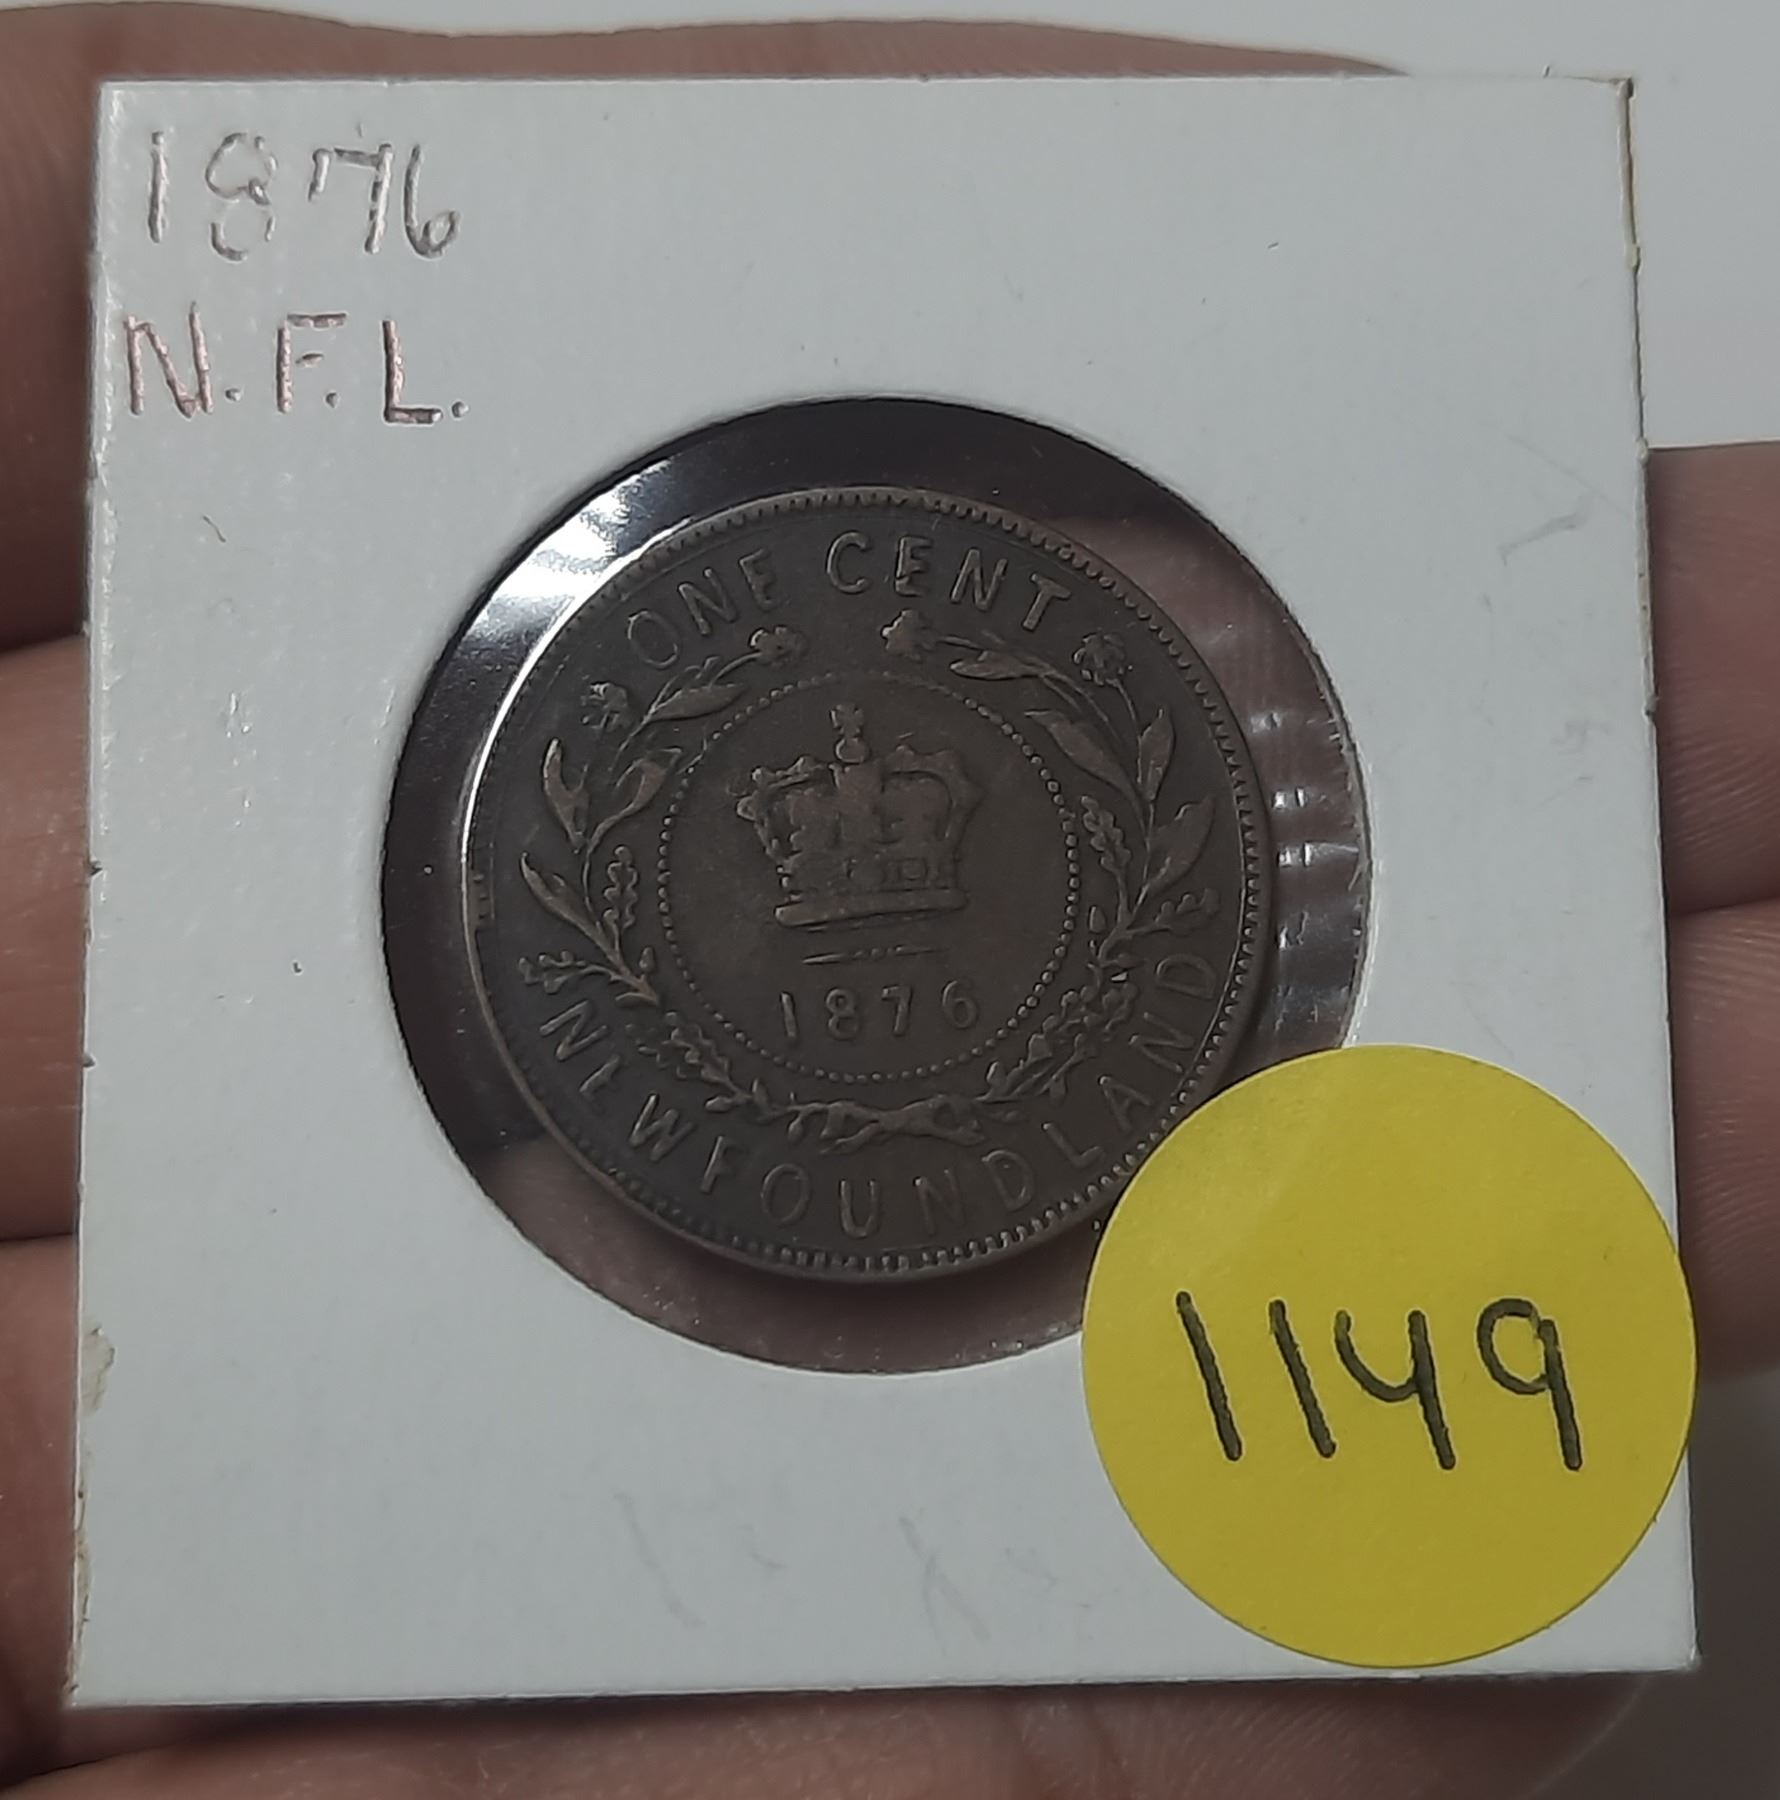 1876
N.F.L.
ONE CENT
1876
NEWFOUNDLAND
1149